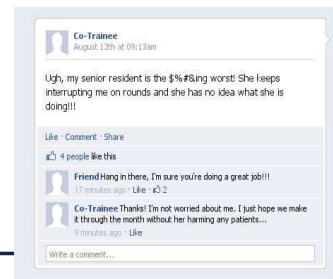 Co-Trainee
August 13th at 09:13am
Ugh, my senior resident is the $%#&ing worst! She keeps
interrupting me on rounds and she has no idea what she is
doing!!!
Like · Comment · Share
4 people like this
Friend Hang in there, I'm sure you're doing a great job!!!
17 minutes ago · Like · 2
Co-Trainee Thanks! I'm not worried about me. I just hope we make
it through the month without her harming any patients...
9 minutes ago · Like
Write a comment...